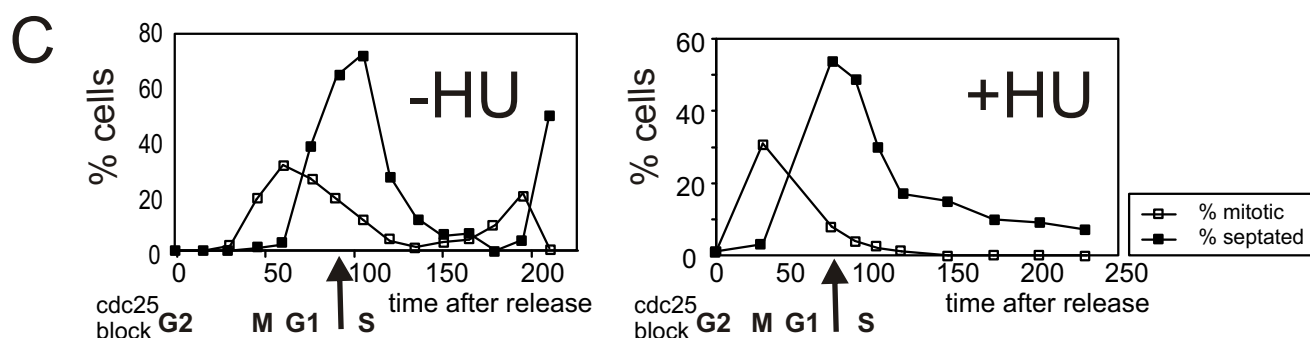 C
80
60
40
20
0
% cells
-HU
0 50 100 150 200
time after release
cdc25
block G2 M G1 S
60
40
20
0
% cells
+HU
0 50 100 150 200 250
time after release
cdc25
block G2 M G1 S
% mitotic
% septated